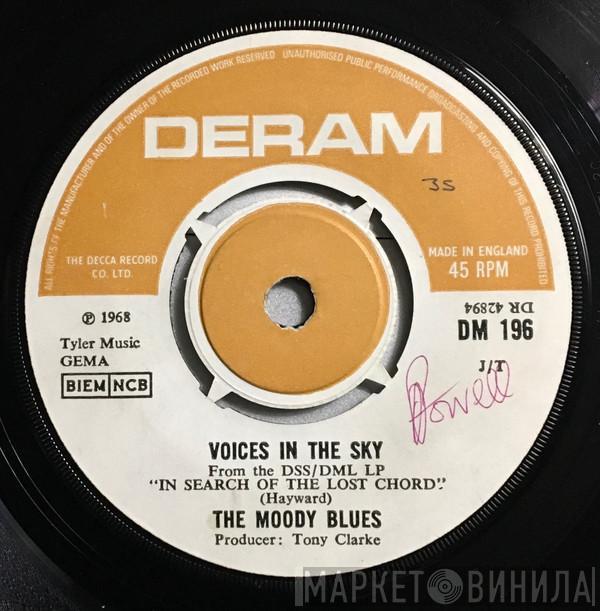 ALL RIGHTS OF THE MANUFACTURER AND OF THE OWNER OF THE RECORDED WORK RESERVED UNAUTHORISED PUBLIC PERFORMANCE BROADCASTING AND COPYING OF THIS RECORD PROHIBITED
DERAM
3S
THE DECCA RECORD
CO. LTD.
MADE IN ENGLAND
45 RPM
℗ 1968
DR 42894
DM 196
Tyler Music
GEMA
J/T
BIEM NCB
Powell
VOICES IN THE SKY
From the DSS/DML LP
"IN SEARCH OF THE LOST CHORD"
(Hayward)
THE MOODY BLUES
Producer: Tony Clarke
МАРКЕТ ВИНИЛА